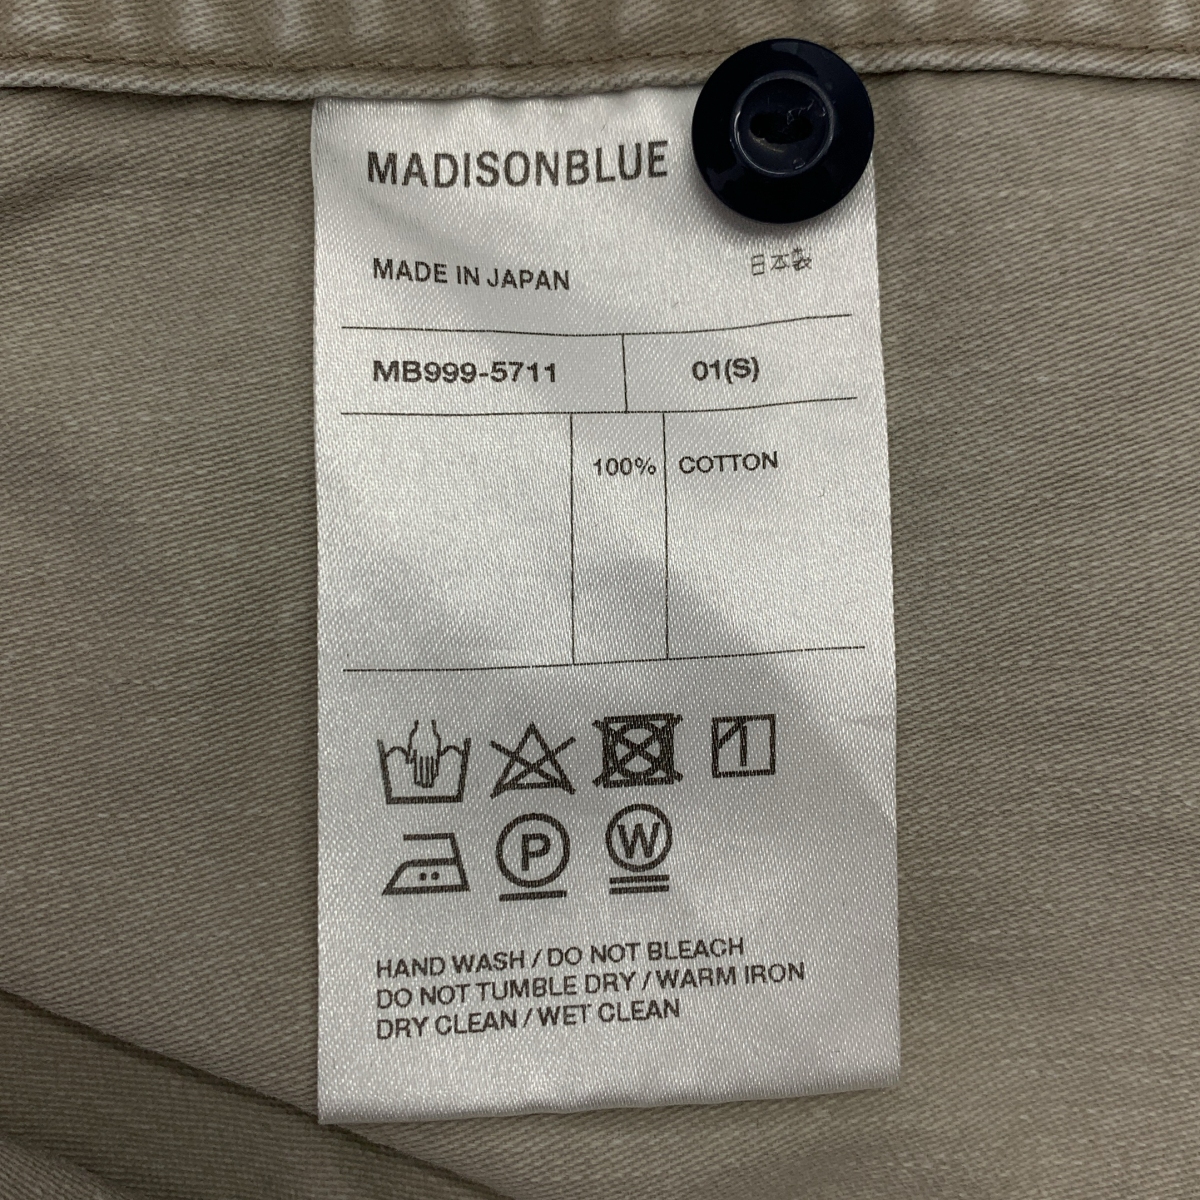 MADISONBLUE
MADE IN JAPAN 日本製
MB999-5711 01(S)
100% COTTON
P W
HAND WASH / DO NOT BLEACH
DO NOT TUMBLE DRY / WARM IRON
DRY CLEAN / WET CLEAN